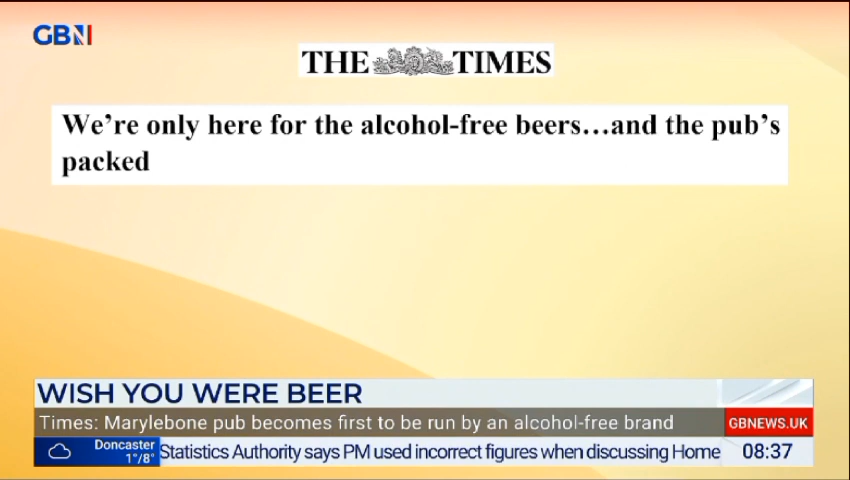 GBN
THE TIMES
We're only here for the alcohol-free beers...and the pub's
packed
WISH YOU WERE BEER
Times: Marylebone pub becomes first to be run by an alcohol-free brand
GBNEWS.UK
Doncaster
1°/8°
Statistics Authority says PM used incorrect figures when discussing Home
08:37